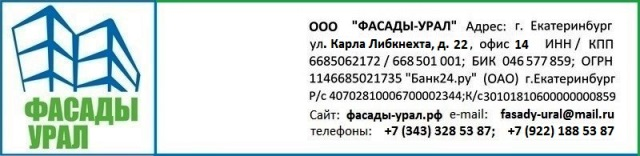 ФАСАДЫ
УРАЛ
ООО "ФАСАДЫ-УРАЛ" Адрес: г. Екатеринбург
ул. Карла Либкнехта, д. 22, офис 14 ИНН / КПП
6685062172 / 668 501 001; БИК 046 577 859; ОГРН
1146685021735 "Банк24.ру" (ОАО) г.Екатеринбург
Р/с 40702810006700002344;К/с30101810600000000859
Сайт: фасады-урал.рф e-mail: fasady-ural@mail.ru
телефоны: +7 (343) 328 53 87; +7 (922) 188 53 87